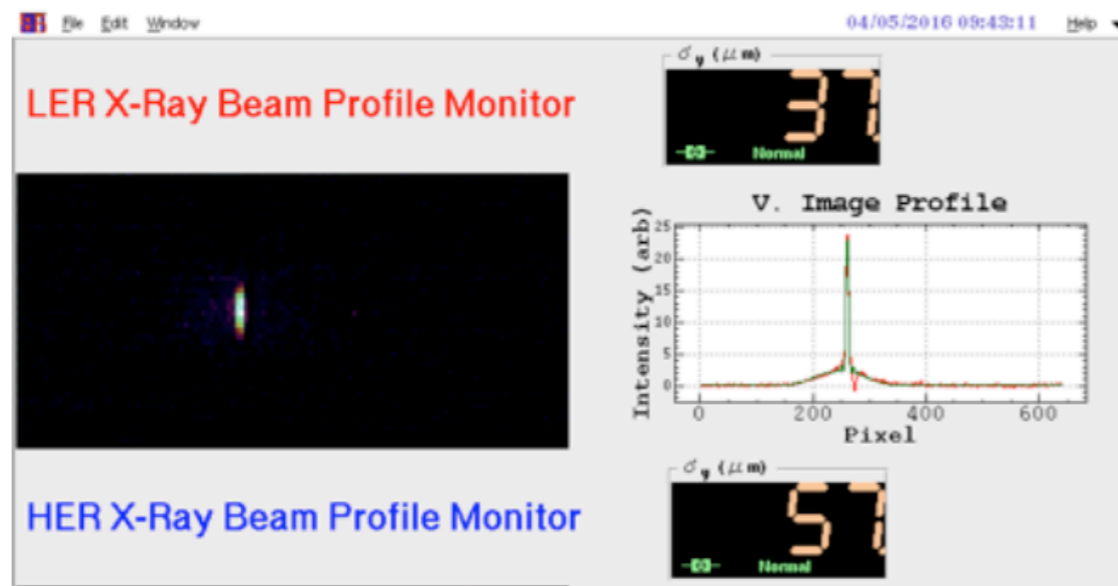 File Edit Window 04/05/2016 09:43:11 Help
LER X-Ray Beam Profile Monitor
σy (μm)
37
Normal
V. Image Profile
Intensity (arb)
25
20
15
10
5
0
0 200 400 600
Pixel
HER X-Ray Beam Profile Monitor
σy (μm)
57
Normal